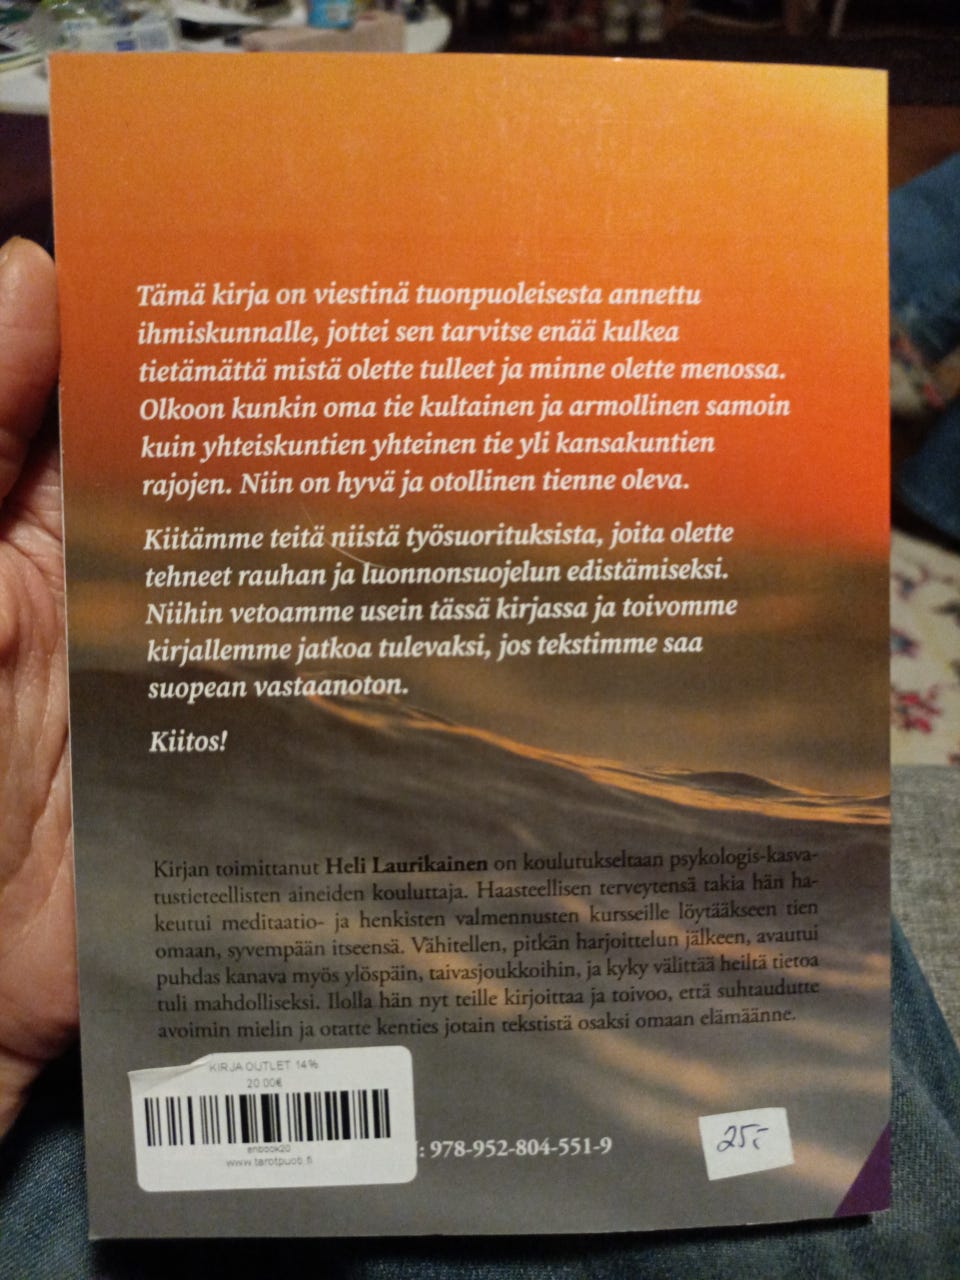 Tämä kirja on viestinä tuonpuoleisesta annettu
ihmiskunnalle, jottei sen tarvitse enää kulkea
tietämättä mistä olette tulleet ja minne olette menossa.
Olkoon kunkin oma tie kultainen ja armollinen samoin
kuin yhteiskuntien yhteinen tie yli kansakuntien
rajojen. Niin on hyvä ja otollinen tienne oleva.
Kiitämme teitä niistä työsuorituksista, joita olette
tehneet rauhan ja luonnonsuojelun edistämiseksi.
Niihin vetoamme usein tässä kirjassa ja toivomme
kirjallemme jatkoa tulevaksi, jos tekstimme saa
suopean vastaanoton.
Kiitos!
Kirjan toimittanut Heli Laurikainen on koulutukseltaan psykologis-kasva-
tustieteellisten aineiden kouluttaja. Haasteellisen terveytensä takia hän ha-
keutui meditaatio- ja henkisten valmennusten kursseille löytääkseen tien
omaan, syvempään itseensä. Vähitellen, pitkän harjoittelun jälkeen, avautui
puhdas kanava myös ylöspäin, taivasjoukkoihin, ja kyky välittää heiltä tietoa
tuli mahdolliseksi. Ilolla hän nyt teille kirjoittaa ja toivoo, että suhtaudutte
avoimin mielin ja otatte kenties jotain tekstistä osaksi omaan elämäänne.
KIRJA OUTLET 14%
20.00€
enbook20
www.tarotpuoti.fi
: 978-952-804-551-9
25,-